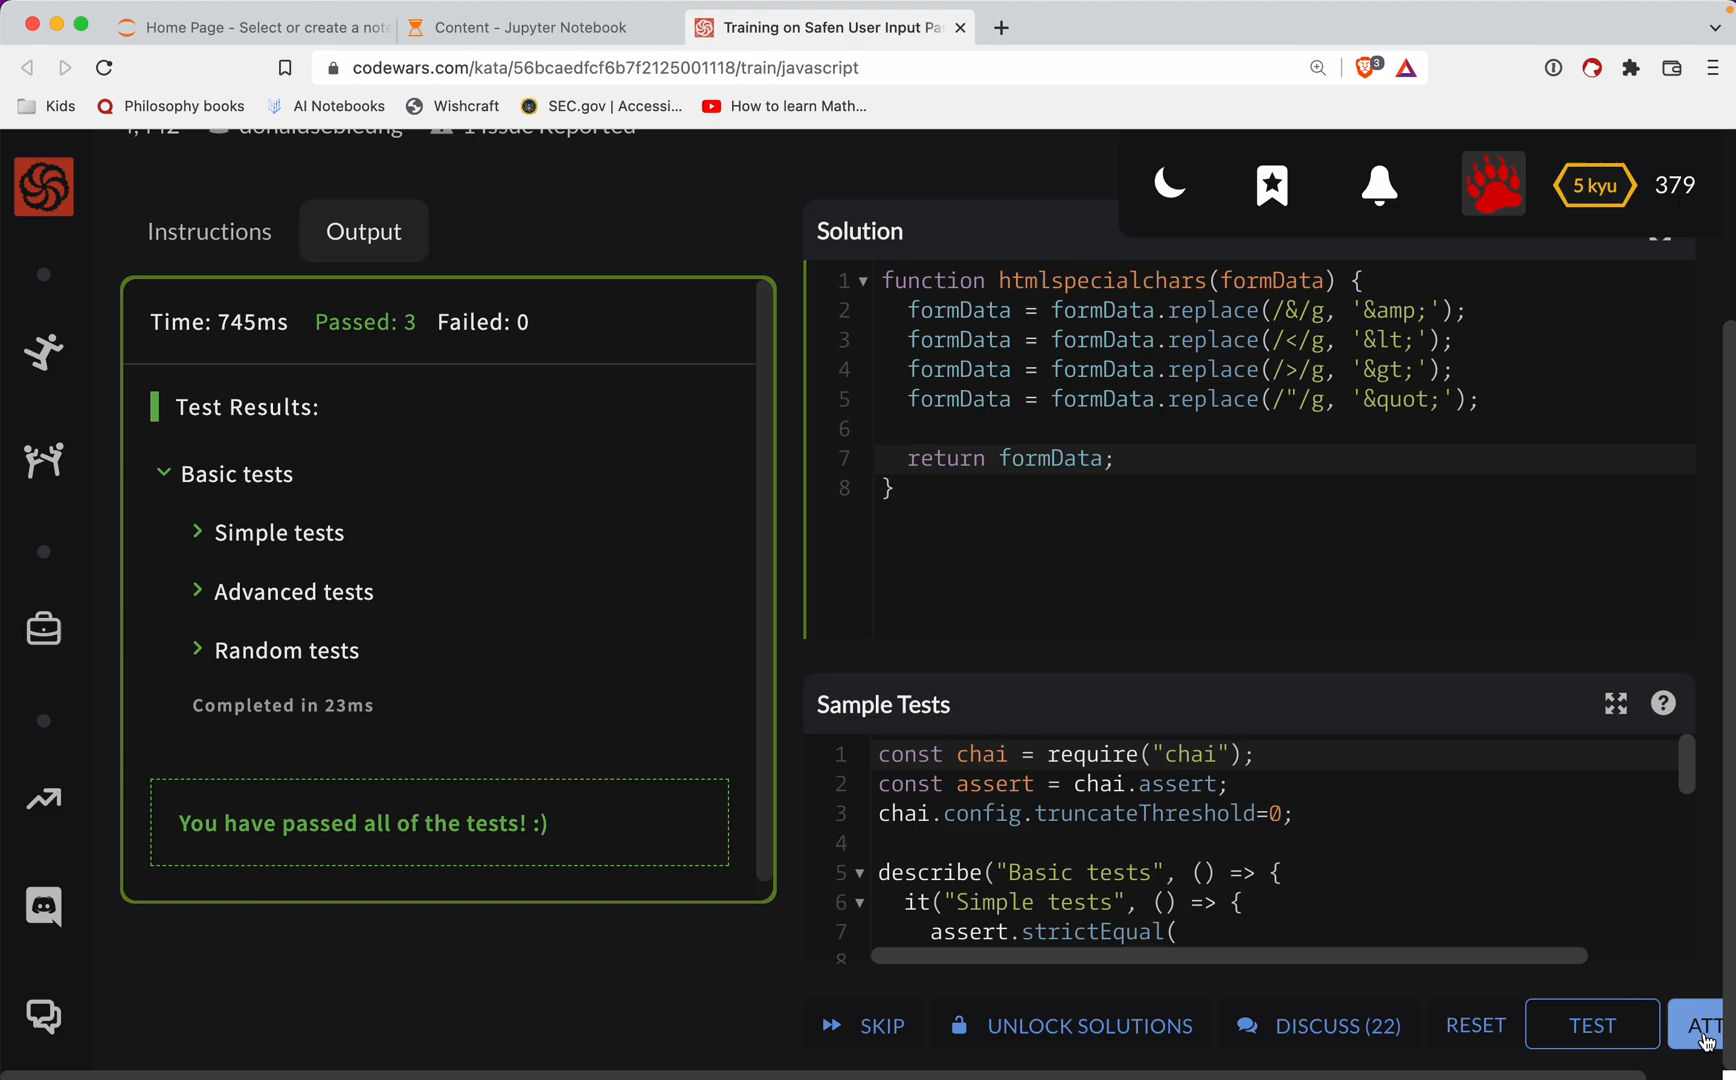 Home Page - Select or create a note
Content - Jupyter Notebook
Training on Safen User Input Pa
codewars.com/kata/56bcaedfcf6b7f2125001118/train/javascript
3
Kids
Philosophy books
AI Notebooks
Wishcraft
SEC.gov | Accessi...
How to learn Math...
donaldsebleung
1 Issue Reported
5 kyu
379
Instructions
Output
Time: 745ms Passed: 3 Failed: 0
Test Results:
Basic tests
Simple tests
Advanced tests
Random tests
Completed in 23ms
You have passed all of the tests! :)
Solution
1 function htmlspecialchars(formData) {
2 formData = formData.replace(/&/g, '&amp;');
3 formData = formData.replace(/</g, '&lt;');
4 formData = formData.replace(/>/g, '&gt;');
5 formData = formData.replace(/"/g, '&quot;');
6
7 return formData;
8 }
Sample Tests
?
1 const chai = require("chai");
2 const assert = chai.assert;
3 chai.config.truncateThreshold=0;
4
5 describe("Basic tests", () => {
6 it("Simple tests", () => {
7 assert.strictEqual(
8
SKIP
UNLOCK SOLUTIONS
DISCUSS (22)
RESET
TEST
ATT